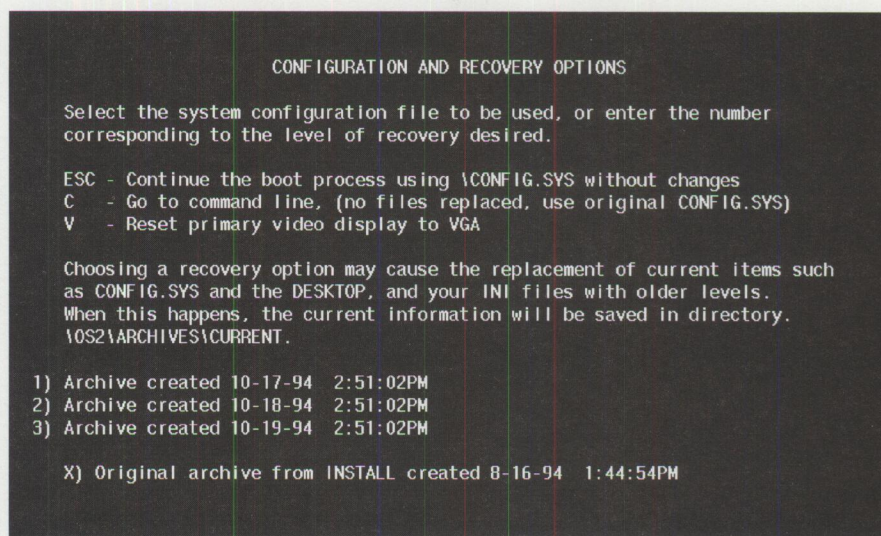 CONFIGURATION AND RECOVERY OPTIONS
Select the system configuration file to be used, or enter the number
corresponding to the level of recovery desired.
ESC - Continue the boot process using \CONFIG.SYS without changes
C - Go to command line, (no files replaced, use original CONFIG.SYS)
V - Reset primary video display to VGA
Choosing a recovery option may cause the replacement of current items such
as CONFIG.SYS and the DESKTOP, and your INI files with older levels.
When this happens, the current information will be saved in directory.
\OS2\ARCHIVES\CURRENT.
1) Archive created 10-17-94 2:51:02PM
2) Archive created 10-18-94 2:51:02PM
3) Archive created 10-19-94 2:51:02PM
X) Original archive from INSTALL created 8-16-94 1:44:54PM